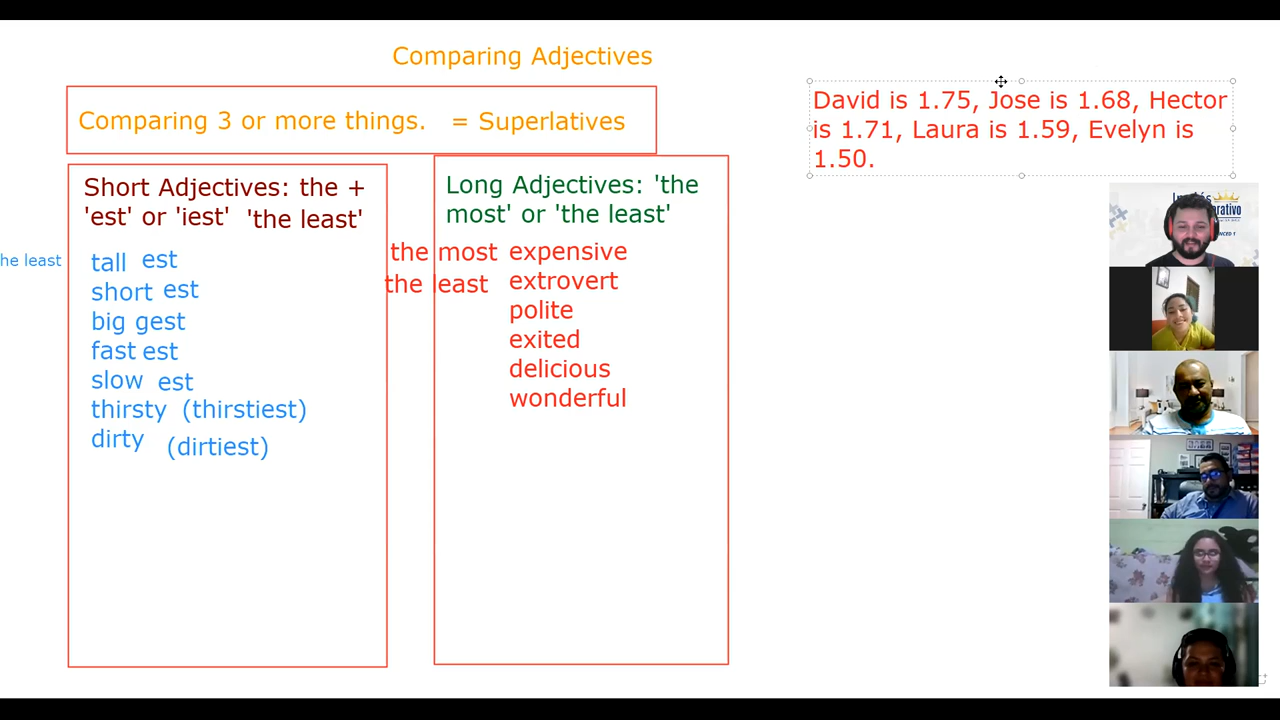 Comparing Adjectives
Comparing 3 or more things. = Superlatives
David is 1.75, Jose is 1.68, Hector
is 1.71, Laura is 1.59, Evelyn is
1.50.
Short Adjectives: the +
'est' or 'iest' 'the least'
he least
tall est
short est
big gest
fast est
slow est
thirsty (thirstiest)
dirty (dirtiest)
Long Adjectives: 'the
most' or 'the least'
the most expensive
the least extrovert
polite
exited
delicious
wonderful